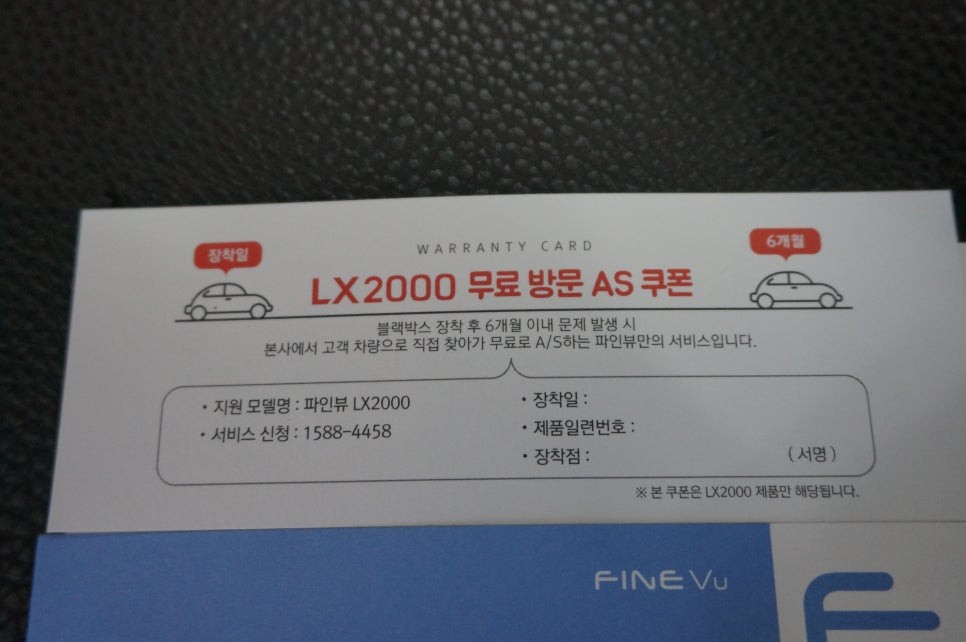 WARRANTY CARD
장착일
6개월
LX2000 무료 방문 AS 쿠폰
블랙박스 장착 후 6개월 이내 문제 발생 시
본사에서 고객 차량으로 직접 찾아가 무료로 A/S하는 파인뷰만의 서비스입니다.
• 지원 모델명 : 파인뷰 LX2000
• 서비스 신청 : 1588-4458
• 장착일 :
• 제품일련번호 :
• 장착점 : ( 서명 )
※ 본 쿠폰은 LX2000 제품만 해당됩니다.
FINE Vu